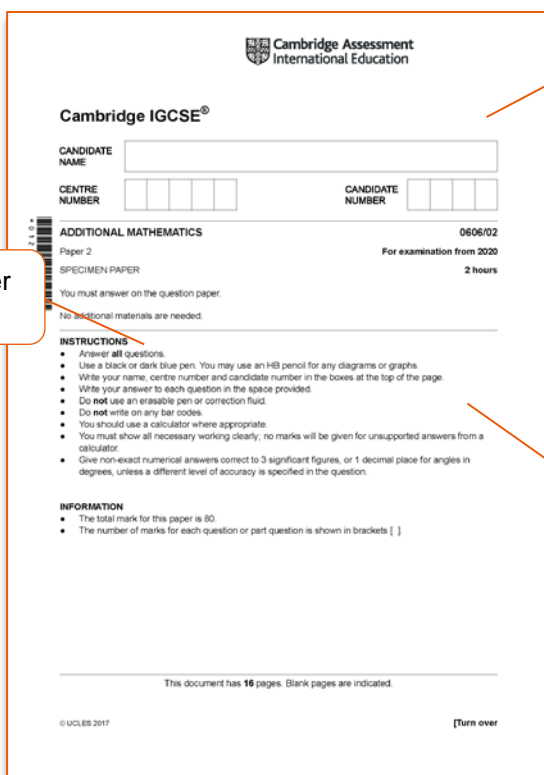 Cambridge Assessment
International Education
Cambridge IGCSE®
CANDIDATE
NAME
CENTRE
NUMBER
CANDIDATE
NUMBER
ADDITIONAL MATHEMATICS 0606/02
Paper 2 For examination from 2020
SPECIMEN PAPER 2 hours
You must answer on the question paper.
No additional materials are needed.
INSTRUCTIONS
● Answer all questions.
● Use a black or dark blue pen. You may use an HB pencil for any diagrams or graphs.
● Write your name, centre number and candidate number in the boxes at the top of the page.
● Write your answer to each question in the space provided.
● Do not use an erasable pen or correction fluid.
● Do not write on any bar codes.
● You should use a calculator where appropriate.
● You must show all necessary working clearly; no marks will be given for unsupported answers from a
calculator.
● Give non-exact numerical answers correct to 3 significant figures, or 1 decimal place for angles in
degrees, unless a different level of accuracy is specified in the question.
INFORMATION
● The total mark for this paper is 80.
● The number of marks for each question or part question is shown in brackets [ ].
This document has 16 pages. Blank pages are indicated.
© UCLES 2017 [Turn over